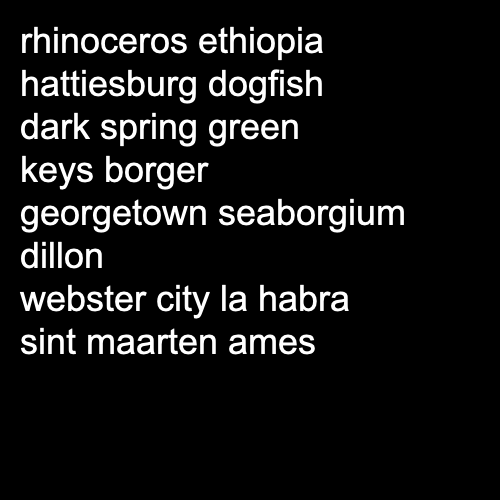 rhinoceros ethiopia
hattiesburg dogfish
dark spring green
keys borger
georgetown seaborgium
dillon
webster city la habra
sint maarten ames